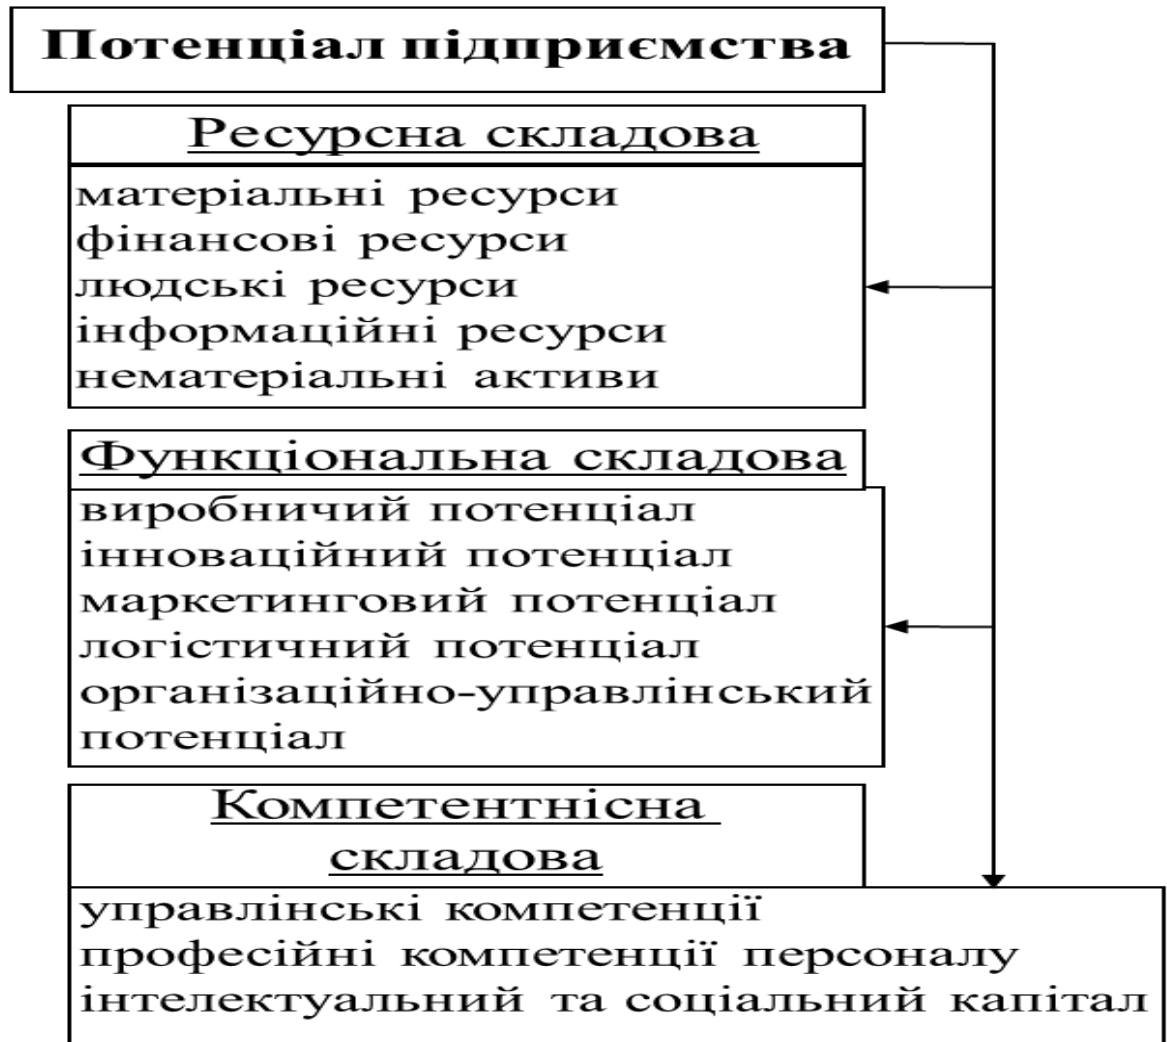 Потенціал підприємства
Ресурсна складова
матеріальні ресурси
фінансові ресурси
людські ресурси
інформаційні ресурси
нематеріальні активи
Функціональна складова
виробничий потенціал
інноваційний потенціал
маркетинговий потенціал
логістичний потенціал
організаційно-управлінський
потенціал
Компетентнісна
складова
управлінські компетенції
професійні компетенції персоналу
інтелектуальний та соціальний капітал